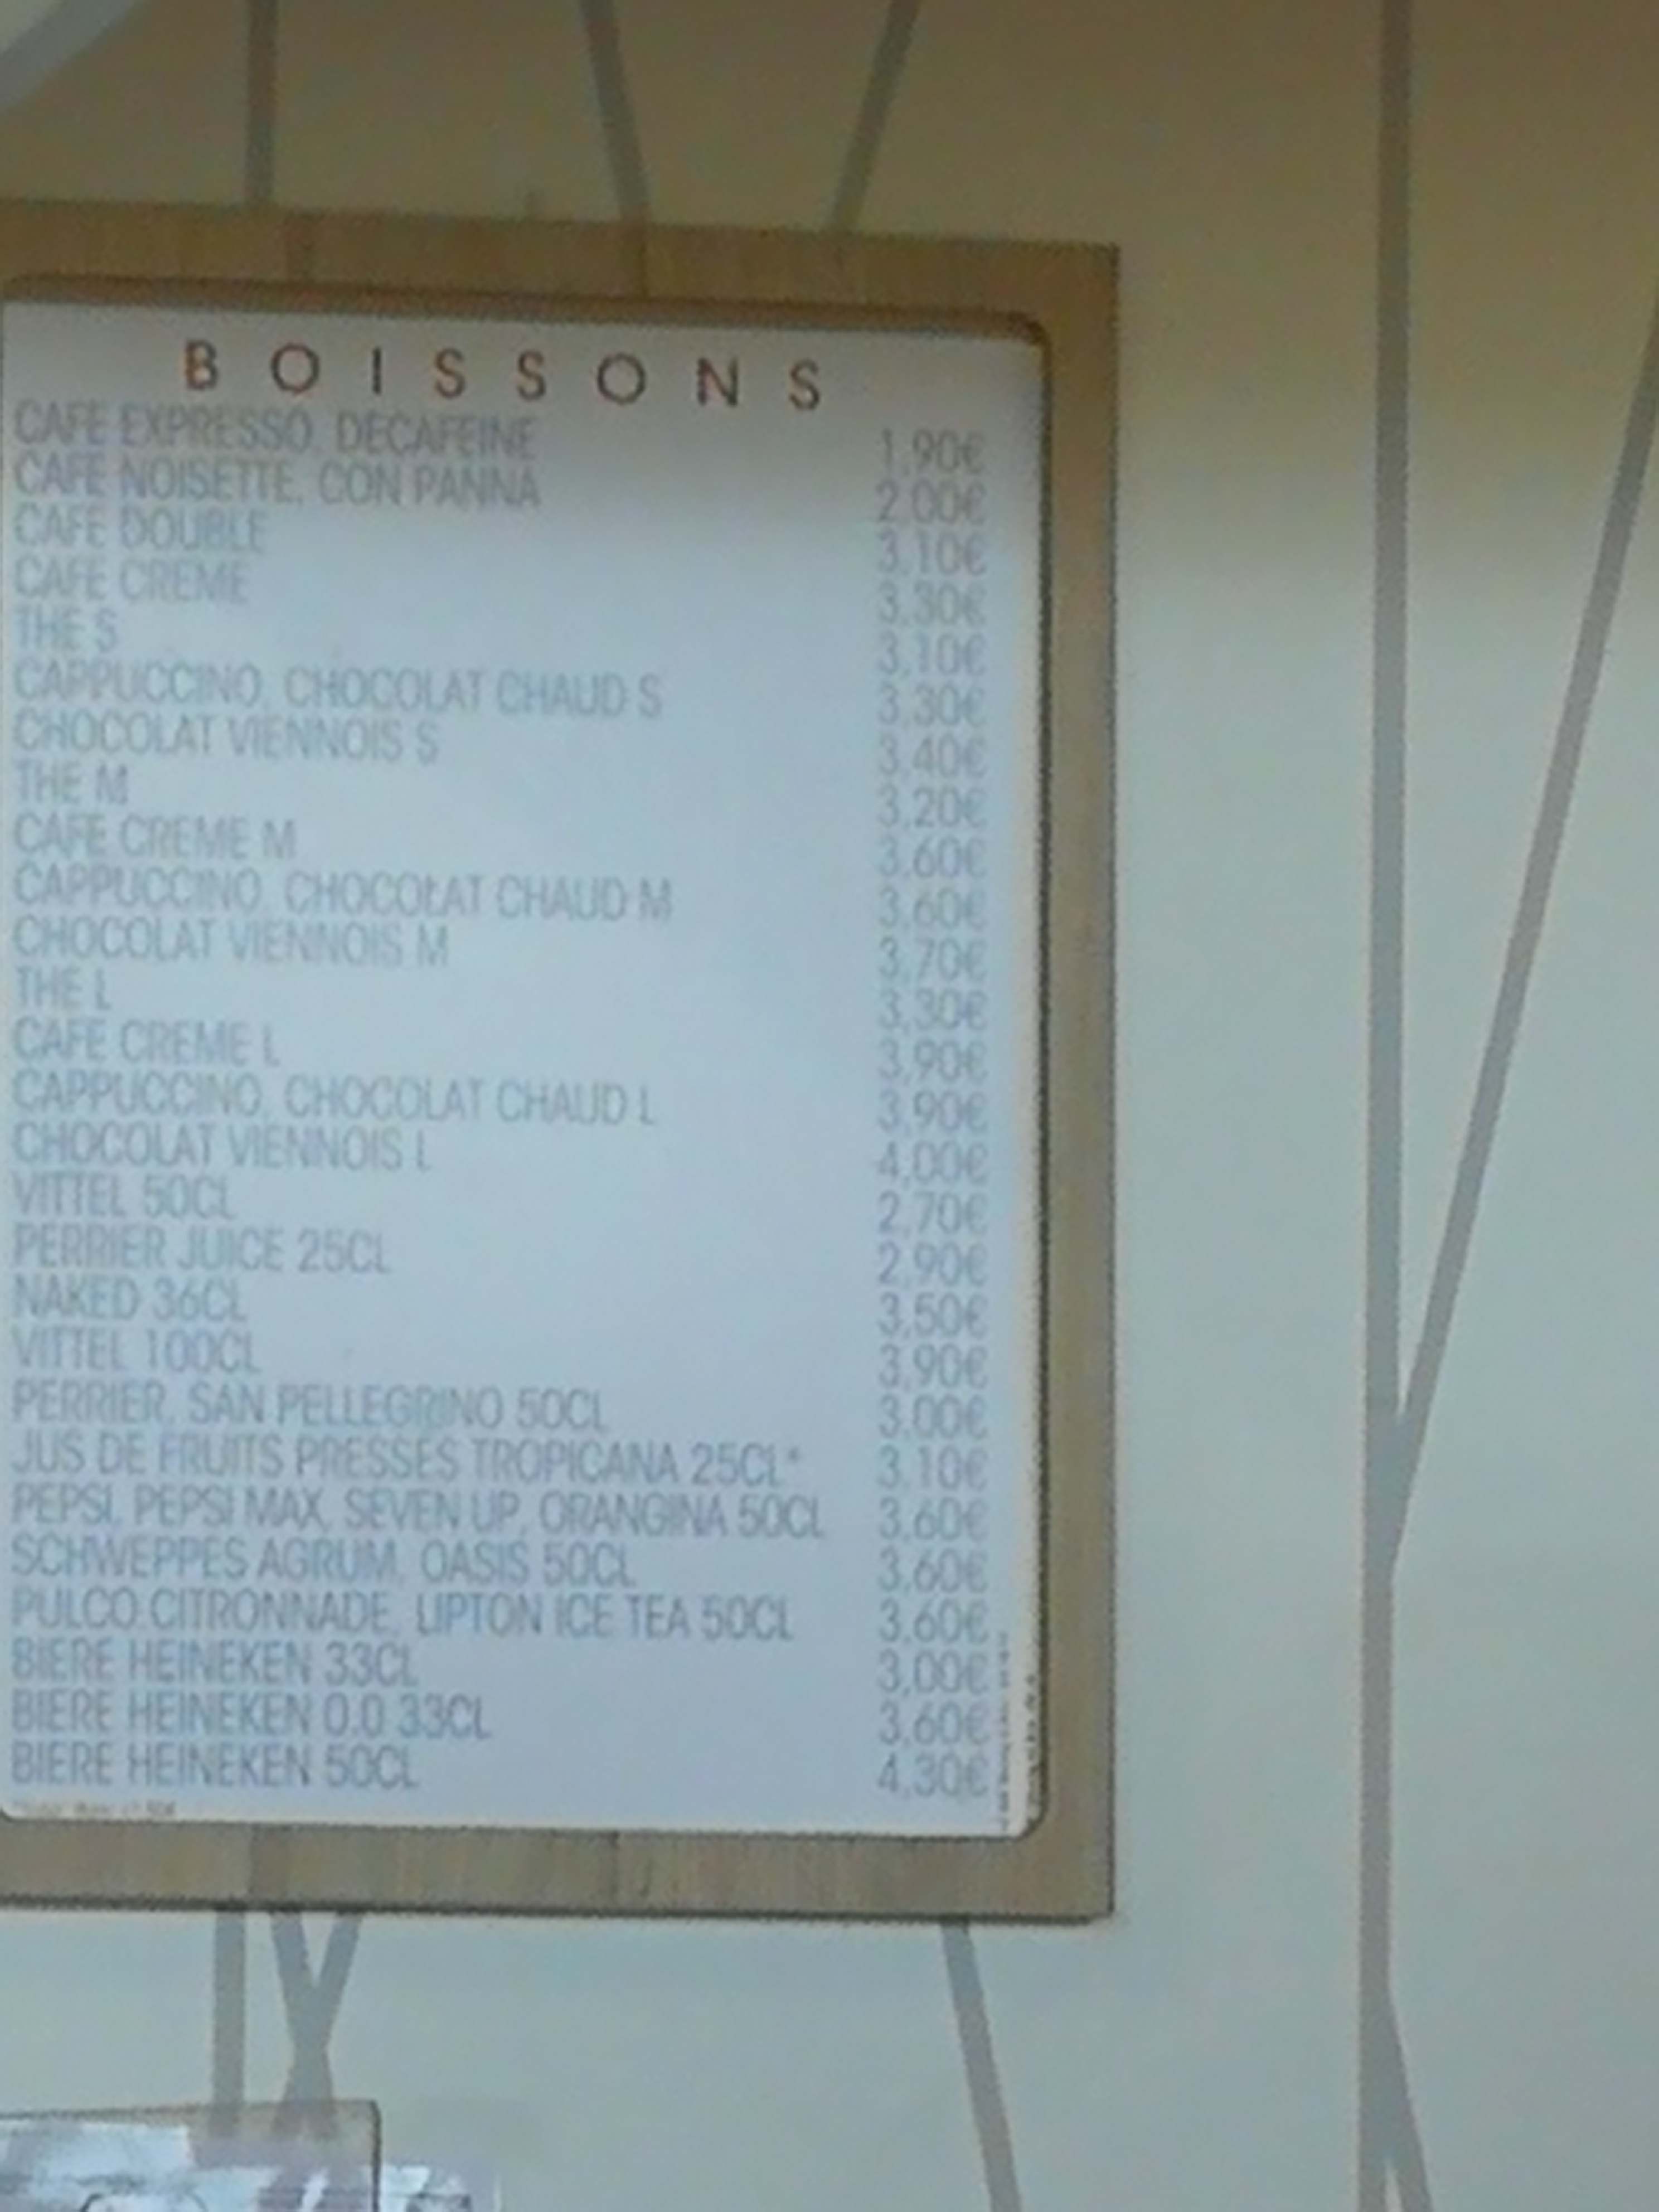 BOISSONS
CAFE EXPRESSO, DECAFEINE 1,90€
CAFE NOISETTE, CON PANNA 2,00€
CAFE DOUBLE 3,10€
CAFE CREME 3,30€
THE S 3,10€
CAPPUCCINO, CHOCOLAT CHAUD S 3,30€
CHOCOLAT VIENNOIS S 3,40€
THE M 3,20€
CAFE CREME M 3,60€
CAPPUCCINO, CHOCOLAT CHAUD M 3,60€
CHOCOLAT VIENNOIS M 3,70€
THE L 3,30€
CAFE CREME L 3,90€
CAPPUCCINO, CHOCOLAT CHAUD L 3,90€
CHOCOLAT VIENNOIS L 4,00€
VITTEL 50CL 2,70€
PERRIER JUICE 25CL 2,90€
NAKED 36CL 3,50€
VITTEL 100CL 3,90€
PERRIER, SAN PELLEGRINO 50CL 3,00€
JUS DE FRUITS PRESSES TROPICANA 25CL* 3,10€
PEPSI, PEPSI MAX, SEVEN UP, ORANGINA 50CL 3,60€
SCHWEPPES AGRUM, OASIS 50CL 3,60€
PULCO CITRONNADE, LIPTON ICE TEA 50CL 3,60€
BIERE HEINEKEN 33CL 3,00€
BIERE HEINEKEN 0.0 33CL 3,60€
BIERE HEINEKEN 50CL 4,30€